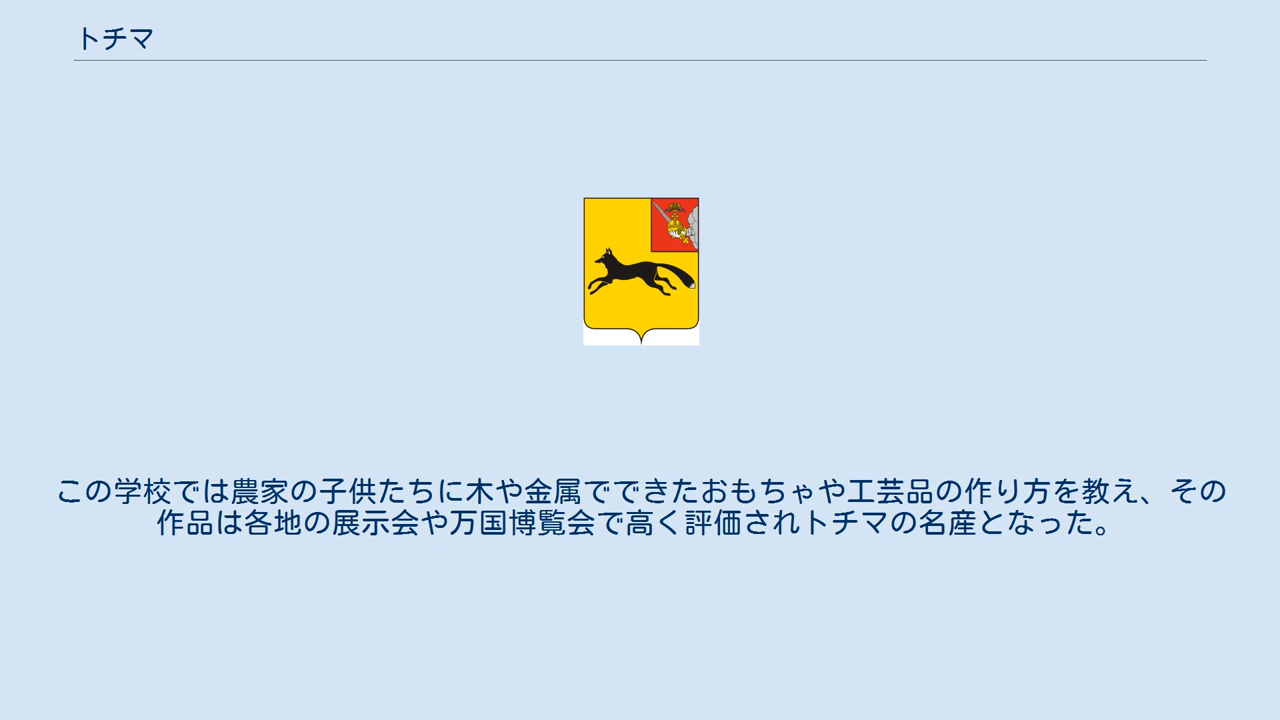 トチマ
この学校では農家の子供たちに木や金属でできたおもちゃや工芸品の作り方を教え、その
作品は各地の展示会や万国博覧会で高く評価されトチマの名産となった。